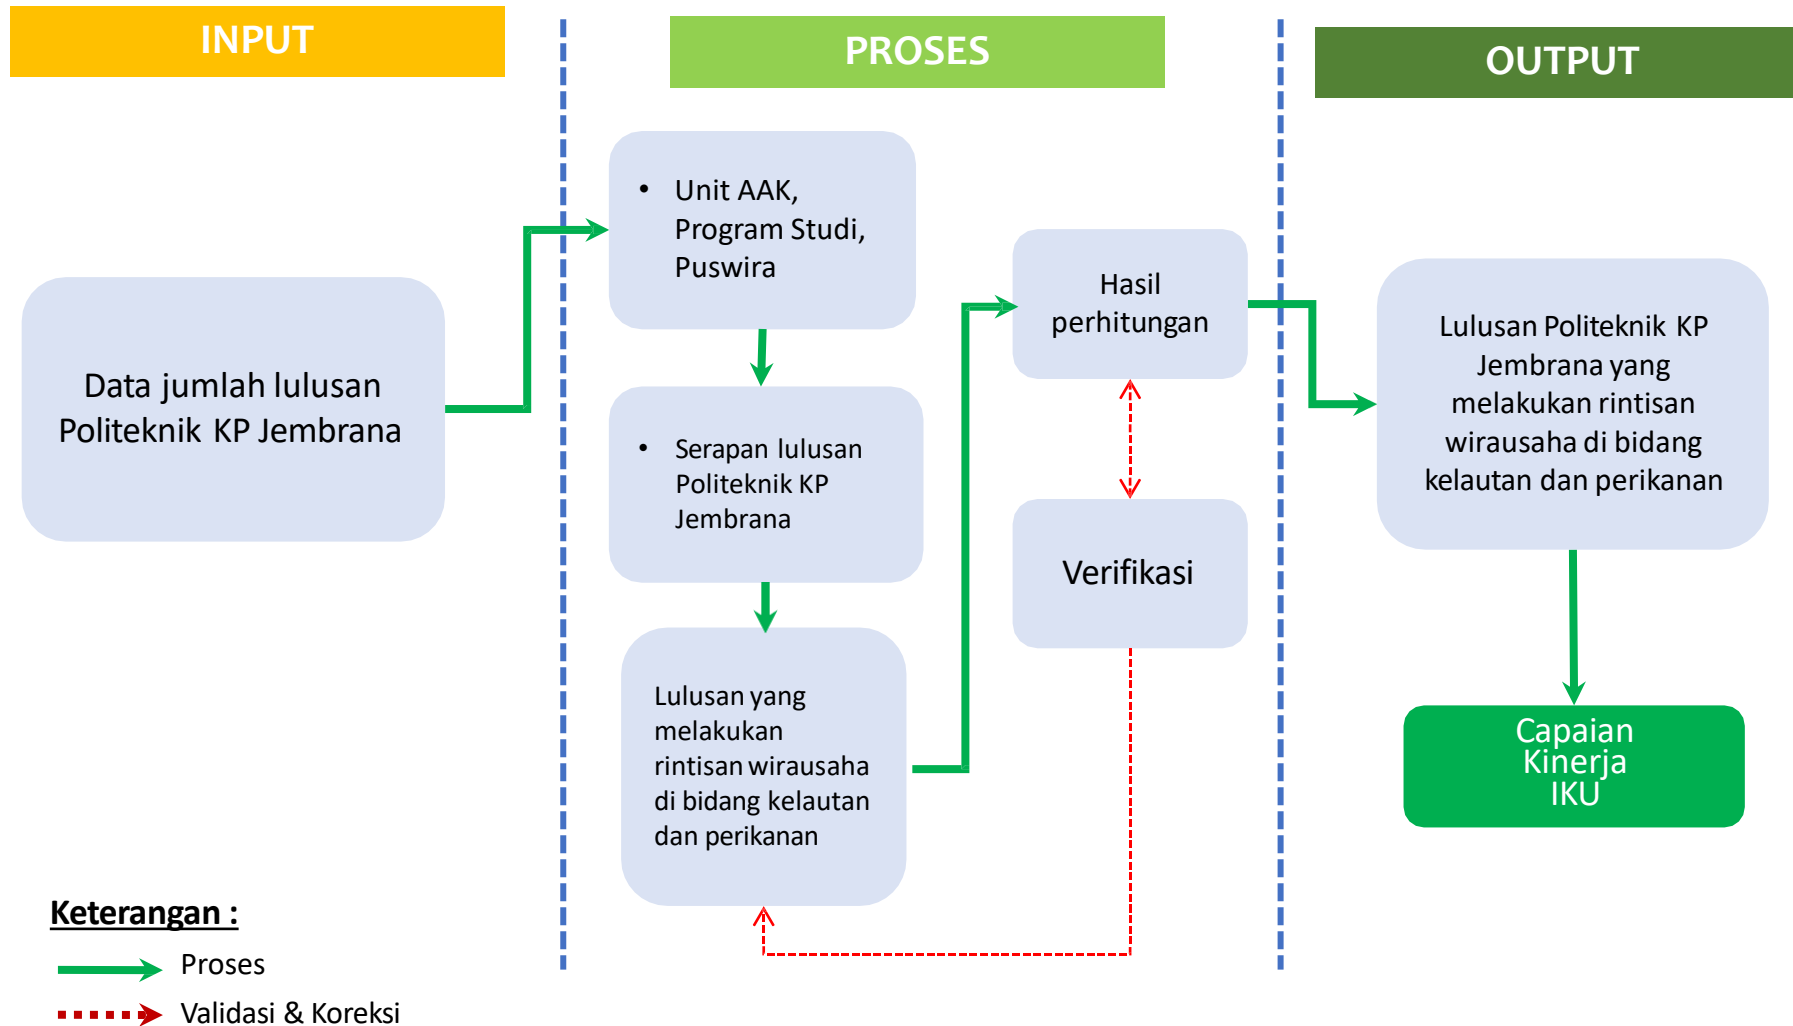 INPUT
PROSES
OUTPUT
Data jumlah lulusan
Politeknik KP Jembrana
• Unit AAK,
Program Studi,
Puswira
• Serapan lulusan
Politeknik KP
Jembrana
Lulusan yang
melakukan
rintisan wirausaha
di bidang kelautan
dan perikanan
Hasil
perhitungan
Verifikasi
Lulusan Politeknik KP
Jembrana yang
melakukan rintisan
wirausaha di bidang
kelautan dan perikanan
Capaian
Kinerja
IKU
Keterangan :
Proses
Validasi & Koreksi